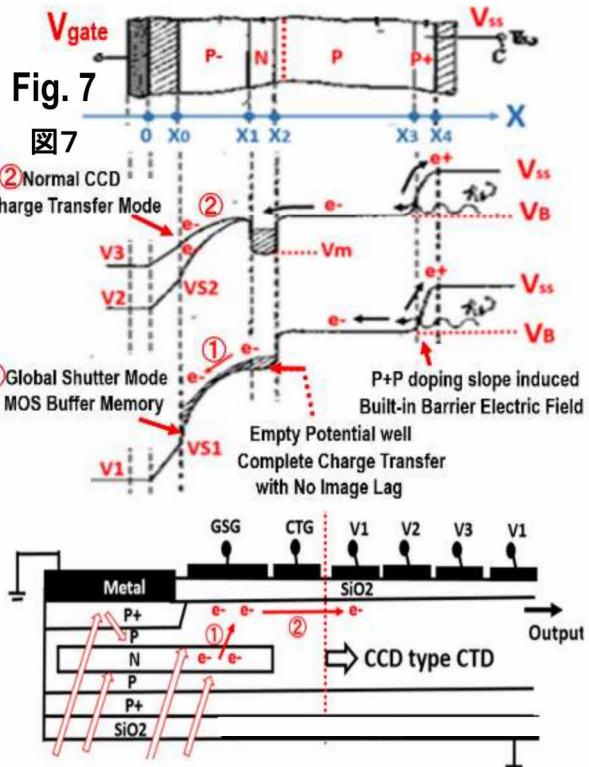 Vgate
Vss
P- N P P+
C
Fig. 7
図7
0 X0 X1 X2 X3 X4 X
②Normal CCD
harge Transfer Mode
e- ② e- e+ Vss
e
VB
V3
Vm
V2
VS2
e+ Vss
①
e- e-
e-
VB
Global Shutter Mode
MOS Buffer Memory
P+P doping slope induced
Built-in Barrier Electric Field
VS1
V1
Empty Potential well
Complete Charge Transfer
with No Image Lag
GSG CTG V1 V2 V3 V1
Metal
SiO2
P+
e- e- e-
②
Output
P
①
N
e- e-
CCD type CTD
P
P+
SiO2